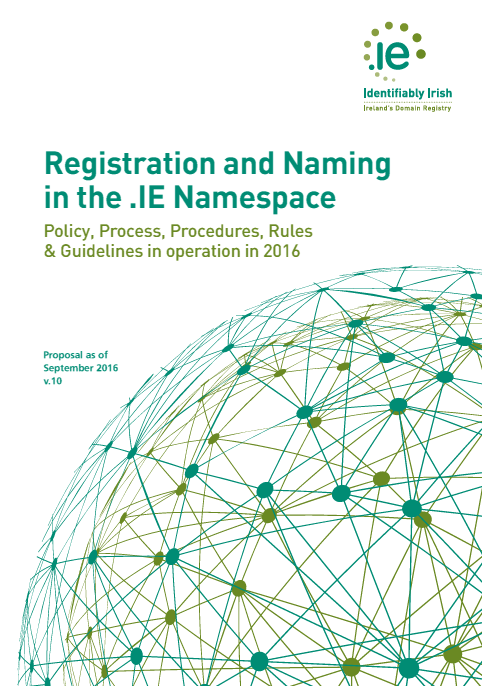 .IE
Identifiably Irish
Ireland's Domain Registry
Registration and Naming
in the .IE Namespace
Policy, Process, Procedures, Rules
& Guidelines in operation in 2016
Proposal as of
September 2016
v.10